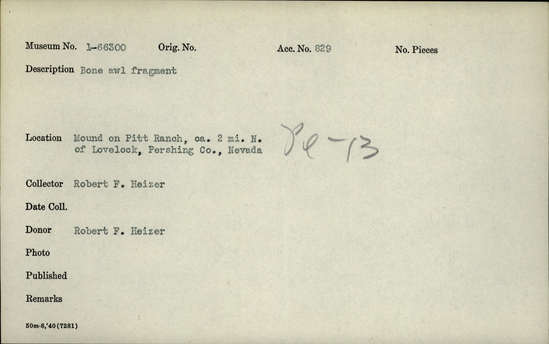 Museum No. 1-66300 Orig. No. Acc. No. 829 No. Pieces
Description Bone awl fragment
Location Mound on Pitt Ranch, ca. 2 mi. N.
of Lovelock, Pershing Co., Nevada
Pe-13
Collector Robert F. Heizer
Date Coll.
Donor Robert F. Heizer
Photo
Published
Remarks
50m-6,'40(7281)